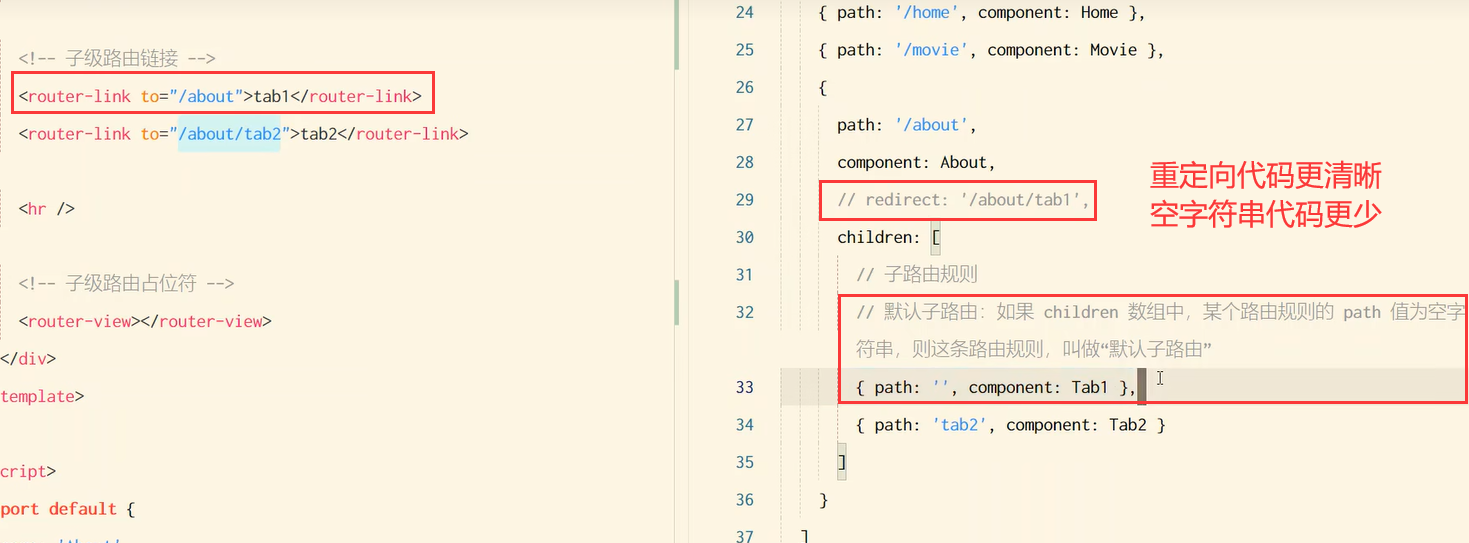 <!-- 子级路由链接 -->
<router-link to="/about">tab1</router-link>
<router-link to="/about/tab2">tab2</router-link>
<hr />
<!-- 子级路由占位符 -->
<router-view></router-view>
</div>
template>
cript>
port default {
24 { path: '/home', component: Home },
25 { path: '/movie', component: Movie },
26 {
27 path: '/about',
28 component: About,
29 // redirect: '/about/tab1',
30 children: [
31 // 子路由规则
32 // 默认子路由：如果 children 数组中，某个路由规则的 path 值为空字
符串，则这条路由规则，叫做“默认子路由”
33 { path: '', component: Tab1 },
34 { path: 'tab2', component: Tab2 }
35 ]
36 }
37 ]
重定向代码更清晰
空字符串代码更少